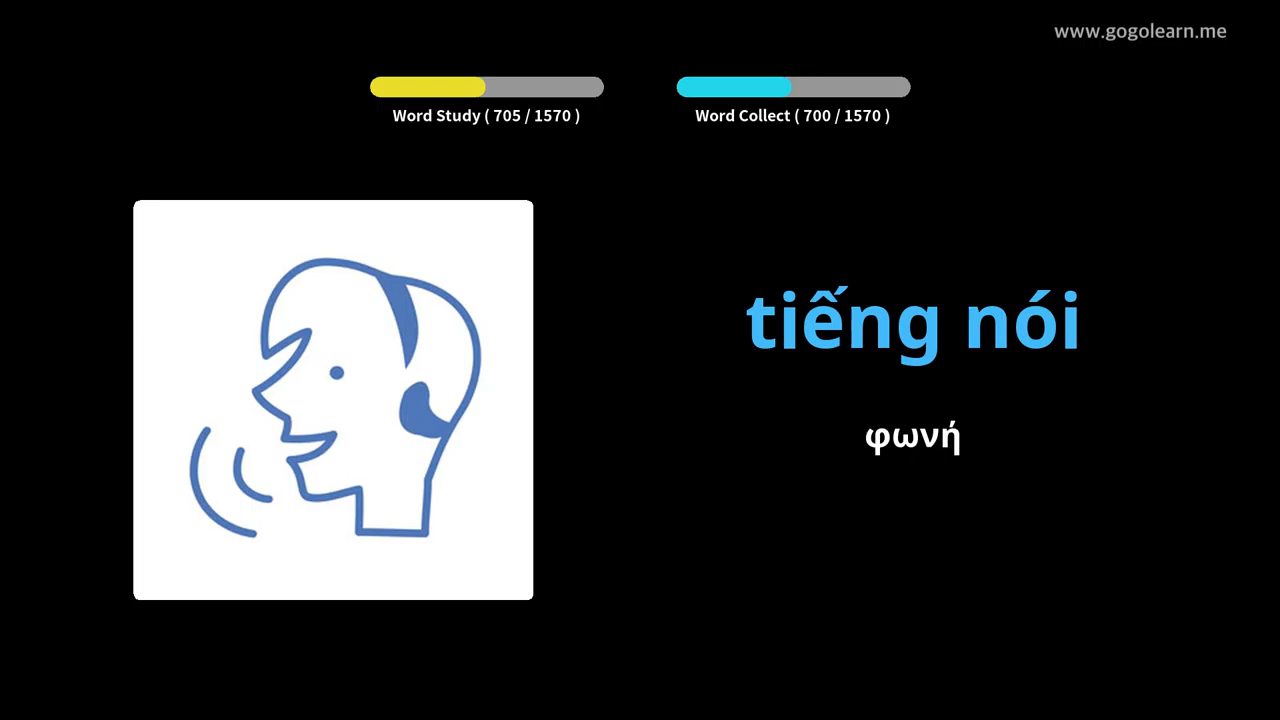 www.gogolearn.me
Word Study ( 705 / 1570 )
Word Collect ( 700 / 1570 )
tiếng nói
φωνή